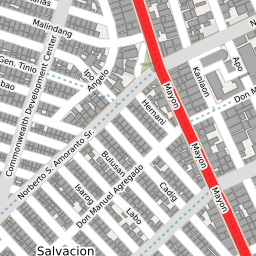 Malindang
Gen. Tinio
Commonwealth Development Center
Ipo
Angelo
Mayon
Kanlaon
Apo
Hernani
Don M
Mayon
Norberto S. Amoranto Sr.
Bulusan
Don Manuel Agregado
Isarog
Cadig
Labo
Mayon
Salvacion